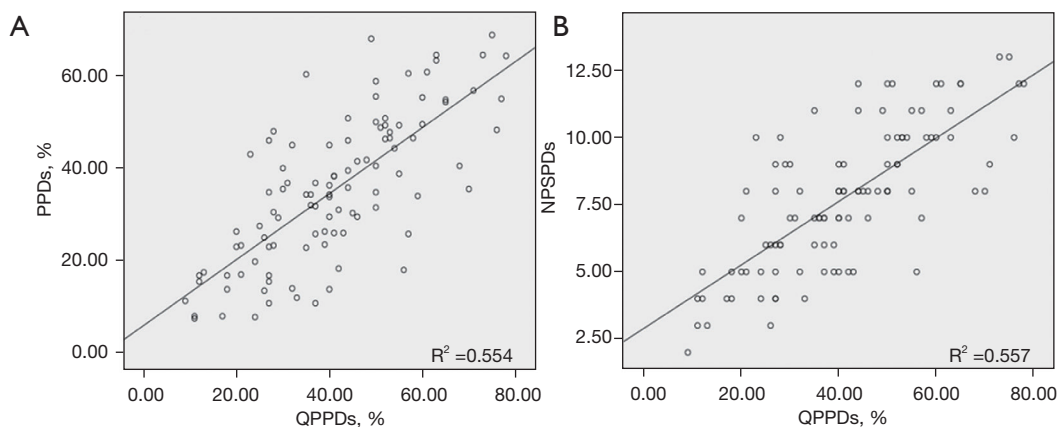 A
PPDs, %
60.00
40.00
20.00
0.00
R² =0.554
0.00 20.00 40.00 60.00 80.00
QPPDs, %
B
NPSPDs
12.50
10.00
7.50
5.00
2.50
R² =0.557
0.00 20.00 40.00 60.00 80.00
QPPDs, %